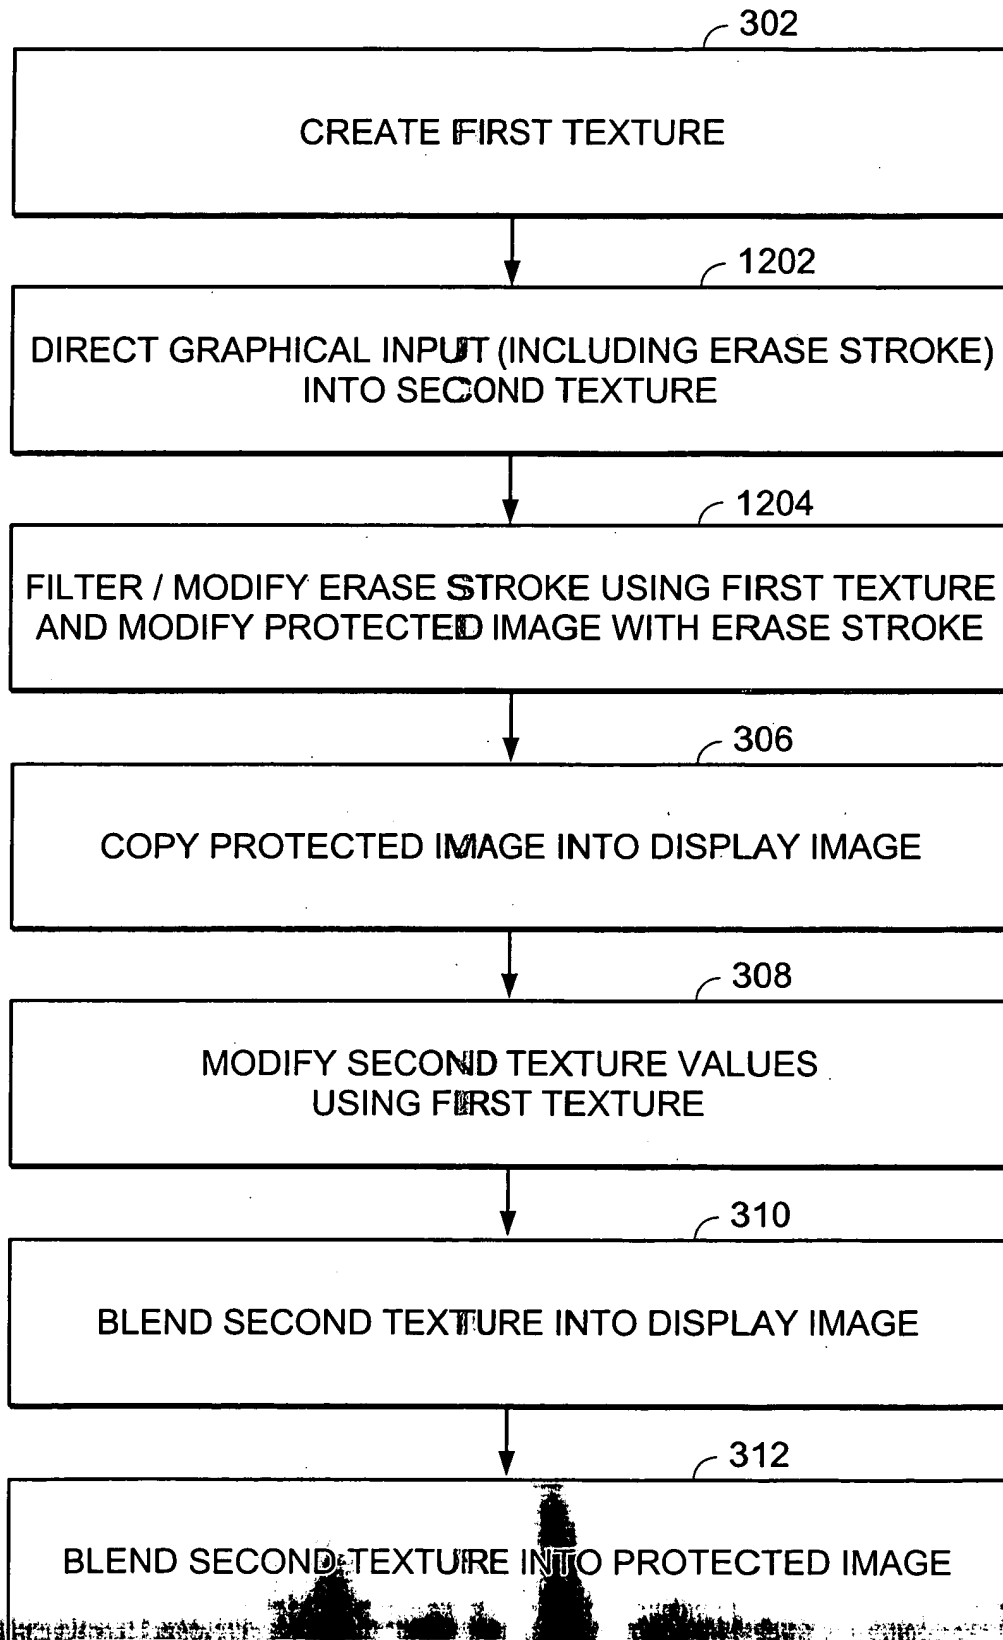 302
CREATE FIRST TEXTURE
1202
DIRECT GRAPHICAL INPUT (INCLUDING ERASE STROKE)
INTO SECOND TEXTURE
1204
FILTER / MODIFY ERASE STROKE USING FIRST TEXTURE
AND MODIFY PROTECTED IMAGE WITH ERASE STROKE
306
COPY PROTECTED IMAGE INTO DISPLAY IMAGE
308
MODIFY SECOND TEXTURE VALUES
USING FIRST TEXTURE
310
BLEND SECOND TEXTURE INTO DISPLAY IMAGE
312
BLEND SECOND TEXTURE INTO PROTECTED IMAGE